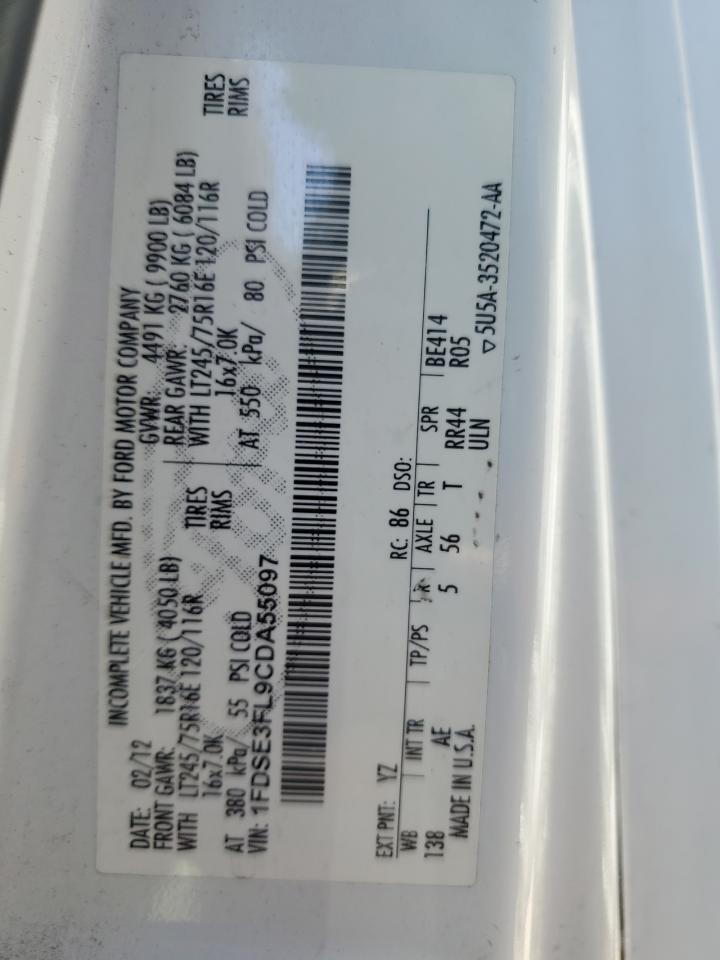 INCOMPLETE VEHICLE MFD. BY FORD MOTOR COMPANY
DATE: 02/12 GVWR: 4491 KG ( 9900 LB)
FRONT GAWR: 1837 KG ( 4050 LB) REAR GAWR: 2760 KG ( 6084 LB)
WITH LT245/75R16E 120/116R TIRES WITH LT245/75R16E 120/116R TIRES
16x7.0K RIMS 16x7.0K RIMS
AT 380 kPa/ 55 PSI COLD AT 550 kPa/ 80 PSI COLD
VIN: 1FDSE3FL9CDA55097
EXT PNT: YZ RC: 86 DSO:
WB INT TR TP/PS R AXLE TR SPR
138 AE 5 56 T RR44 BE414
MADE IN U.S.A. ULN R05
▽5U5A-3520472-AA